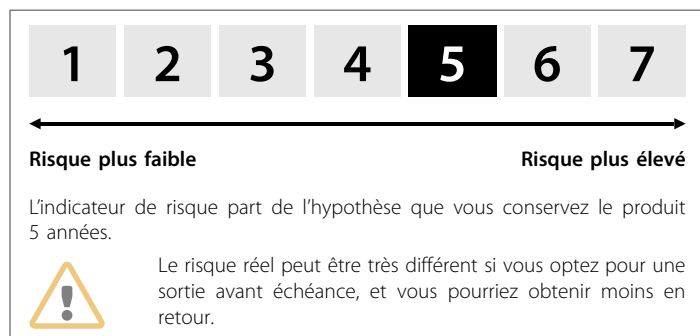 1 2 3 4 5 6 7
Risque plus faible Risque plus élevé
L'indicateur de risque part de l'hypothèse que vous conservez le produit
5 années.
Le risque réel peut être très différent si vous optez pour une
sortie avant échéance, et vous pourriez obtenir moins en
retour.